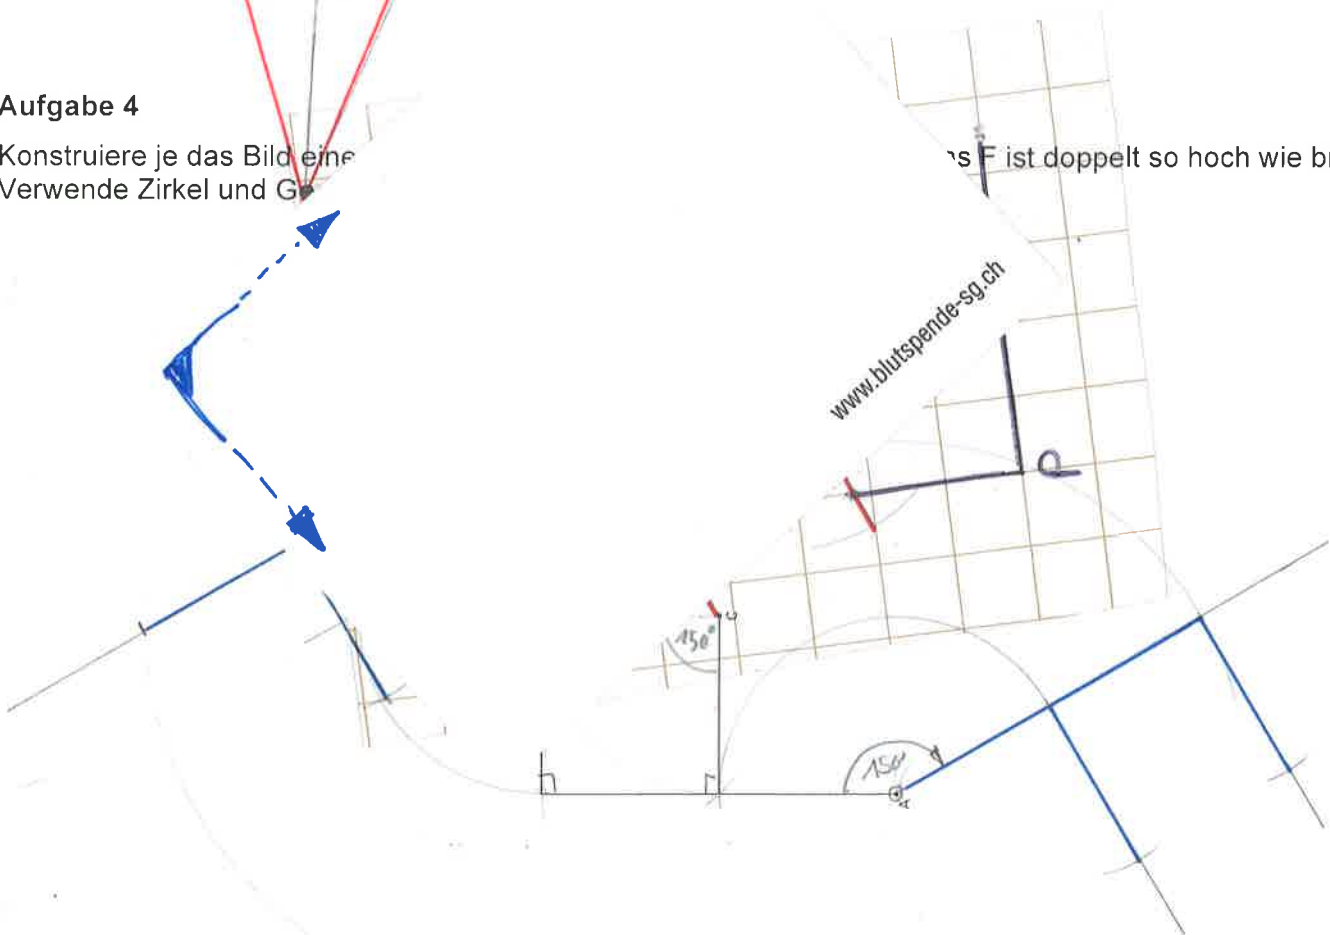 Aufgabe 4
Konstruiere je das Bild eine
s F ist doppelt so hoch wie
Verwende Zirkel und G
www.blutspende-sg.ch
P
C
150°
150°
A